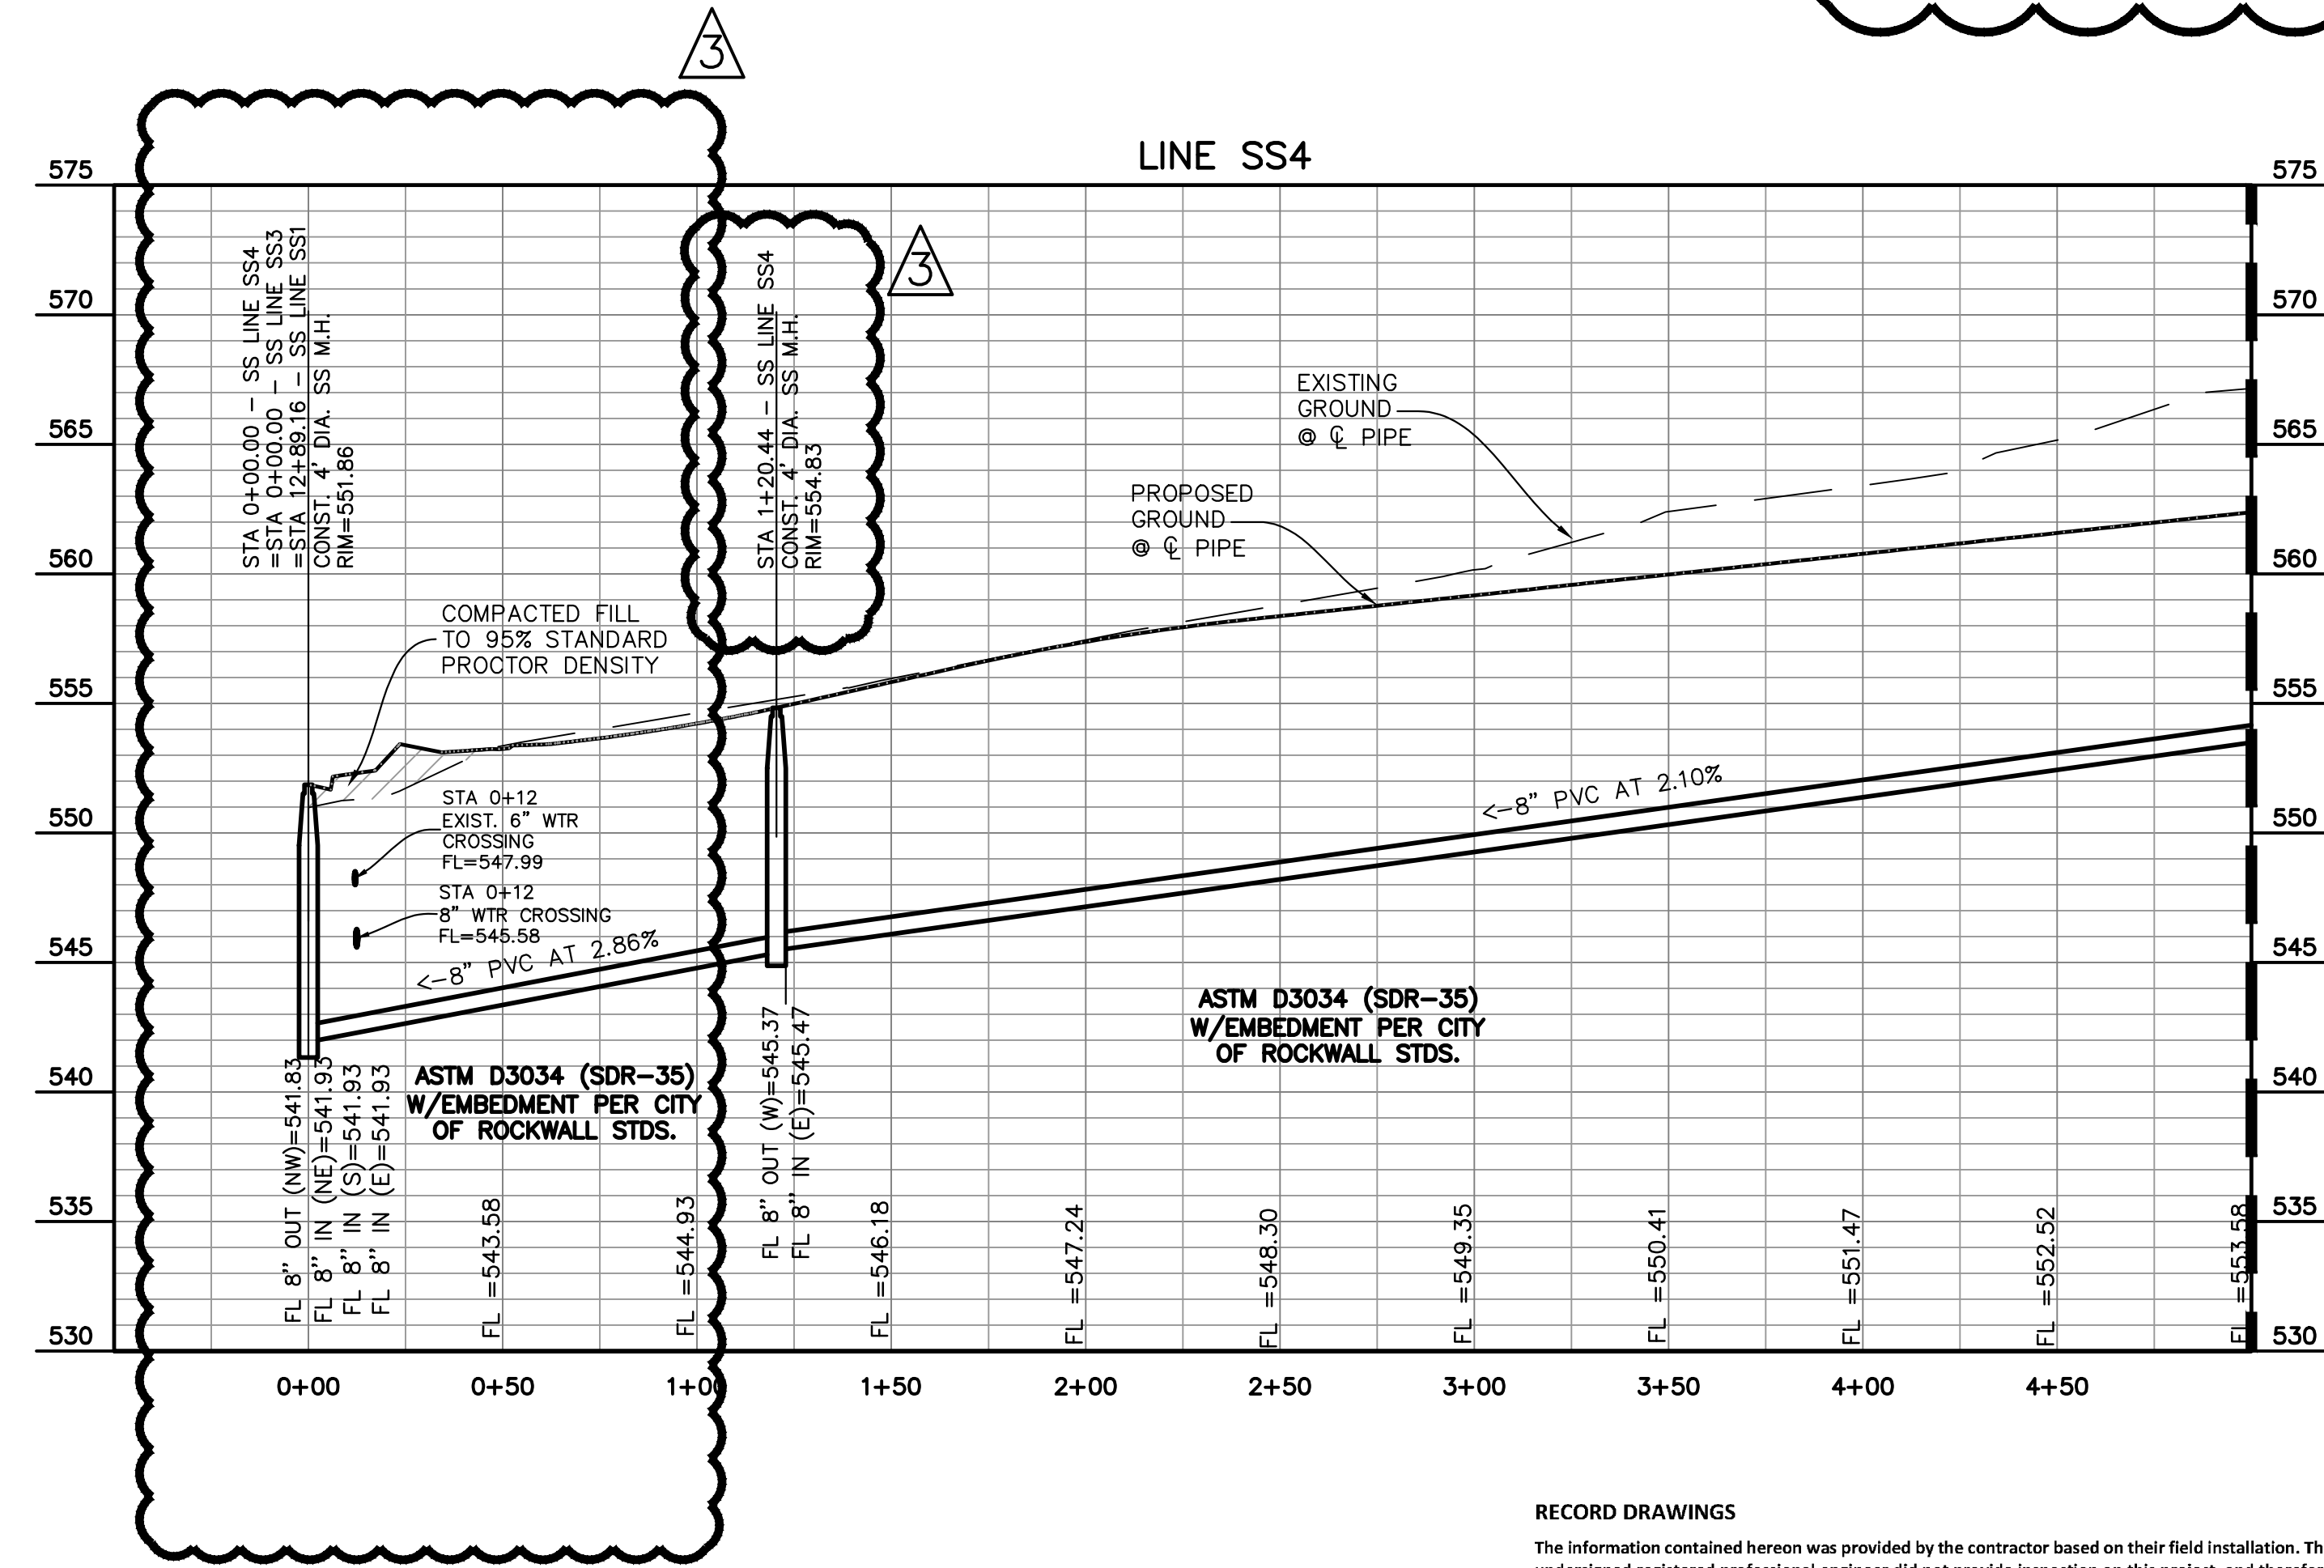 3
LINE SS4
575
570
565
560
555
550
545
540
535
530
575
570
565
560
555
550
545
540
535
530
STA 0+00.00 – SS LINE SS4
=STA 0+00.00 – SS LINE SS3
=STA 12+89.16 – SS LINE SS1
CONST. 4' DIA. SS M.H.
RIM=551.86
3
STA 1+20.44 – SS LINE SS4
CONST. 4' DIA. SS M.H.
RIM=554.83
EXISTING
GROUND
@ ℄ PIPE
PROPOSED
GROUND
@ ℄ PIPE
COMPACTED FILL
TO 95% STANDARD
PROCTOR DENSITY
STA 0+12
EXIST. 6” WTR
CROSSING
FL=547.99
STA 0+12
8” WTR CROSSING
FL=545.58
<–8” PVC AT 2.86%
<–8” PVC AT 2.10%
ASTM D3034 (SDR–35)
W/EMBEDMENT PER CITY
OF ROCKWALL STDS.
ASTM D3034 (SDR–35)
W/EMBEDMENT PER CITY
OF ROCKWALL STDS.
FL 8” OUT (NW)=541.83
FL 8” IN (NE)=541.93
FL 8” IN (S)=541.93
FL 8” IN (E)=541.93
FL 8” OUT (W)=545.37
FL 8” IN (E)=545.47
FL =543.58
FL =544.93
FL =546.18
FL =547.24
FL =548.30
FL =549.35
FL =550.41
FL =551.47
FL =552.52
FL =553.58
0+00
0+50
1+00
1+50
2+00
2+50
3+00
3+50
4+00
4+50
RECORD DRAWINGS
The information contained hereon was provided by the contractor based on their field installation.